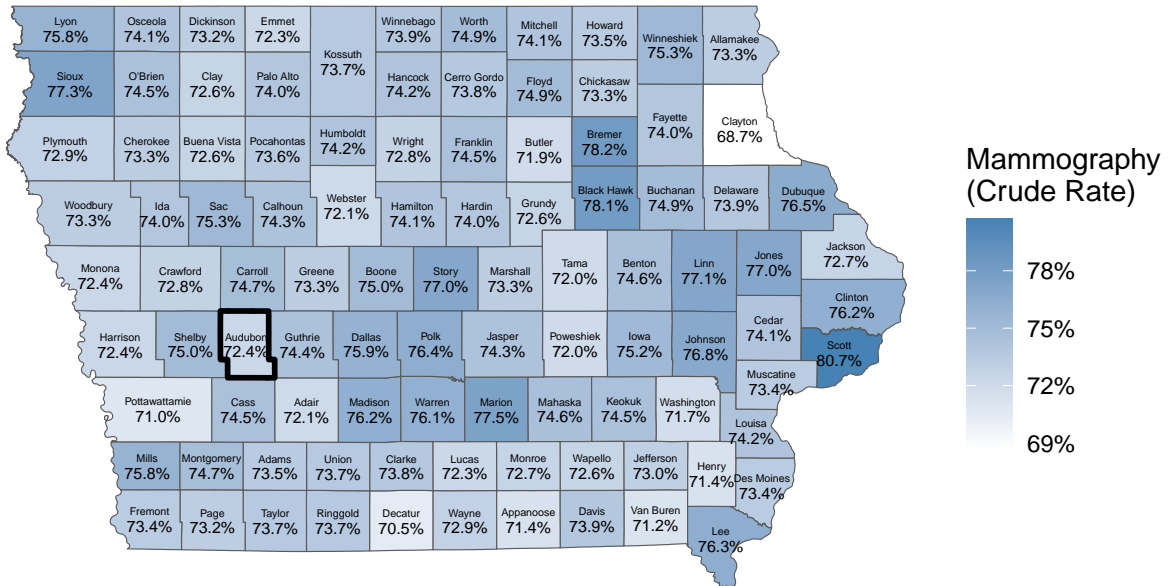 Lyon
75.8%
Osceola
74.1%
Dickinson
73.2%
Emmet
72.3%
Kossuth
73.7%
Winnebago
73.9%
Worth
74.9%
Mitchell
74.1%
Howard
73.5%
Winneshiek
75.3%
Allamakee
73.3%
Sioux
77.3%
O'Brien
74.5%
Clay
72.6%
Palo Alto
74.0%
Hancock
74.2%
Cerro Gordo
73.8%
Floyd
74.9%
Chickasaw
73.3%
Fayette
74.0%
Clayton
68.7%
Plymouth
72.9%
Cherokee
73.3%
Buena Vista
72.6%
Pocahontas
73.6%
Humboldt
74.2%
Wright
72.8%
Franklin
74.5%
Butler
71.9%
Bremer
78.2%
Woodbury
73.3%
Ida
74.0%
Sac
75.3%
Calhoun
74.3%
Webster
72.1%
Hamilton
74.1%
Hardin
74.0%
Grundy
72.6%
Black Hawk
78.1%
Buchanan
74.9%
Delaware
73.9%
Dubuque
76.5%
Monona
72.4%
Crawford
72.8%
Carroll
74.7%
Greene
73.3%
Boone
75.0%
Story
77.0%
Marshall
73.3%
Tama
72.0%
Benton
74.6%
Linn
77.1%
Jones
77.0%
Jackson
72.7%
Clinton
76.2%
Harrison
72.4%
Shelby
75.0%
Audubon
72.4%
Guthrie
74.4%
Dallas
75.9%
Polk
76.4%
Jasper
74.3%
Poweshiek
72.0%
Iowa
75.2%
Johnson
76.8%
Cedar
74.1%
Scott
80.7%
Muscatine
73.4%
Pottawattamie
71.0%
Cass
74.5%
Adair
72.1%
Madison
76.2%
Warren
76.1%
Marion
77.5%
Mahaska
74.6%
Keokuk
74.5%
Washington
71.7%
Louisa
74.2%
Mills
75.8%
Montgomery
74.7%
Adams
73.5%
Union
73.7%
Clarke
73.8%
Lucas
72.3%
Monroe
72.7%
Wapello
72.6%
Jefferson
73.0%
Henry
71.4%
Des Moines
73.4%
Fremont
73.4%
Page
73.2%
Taylor
73.7%
Ringgold
73.7%
Decatur
70.5%
Wayne
72.9%
Appanoose
71.4%
Davis
73.9%
Van Buren
71.2%
Lee
76.3%
Mammography
(Crude Rate)
78%
75%
72%
69%